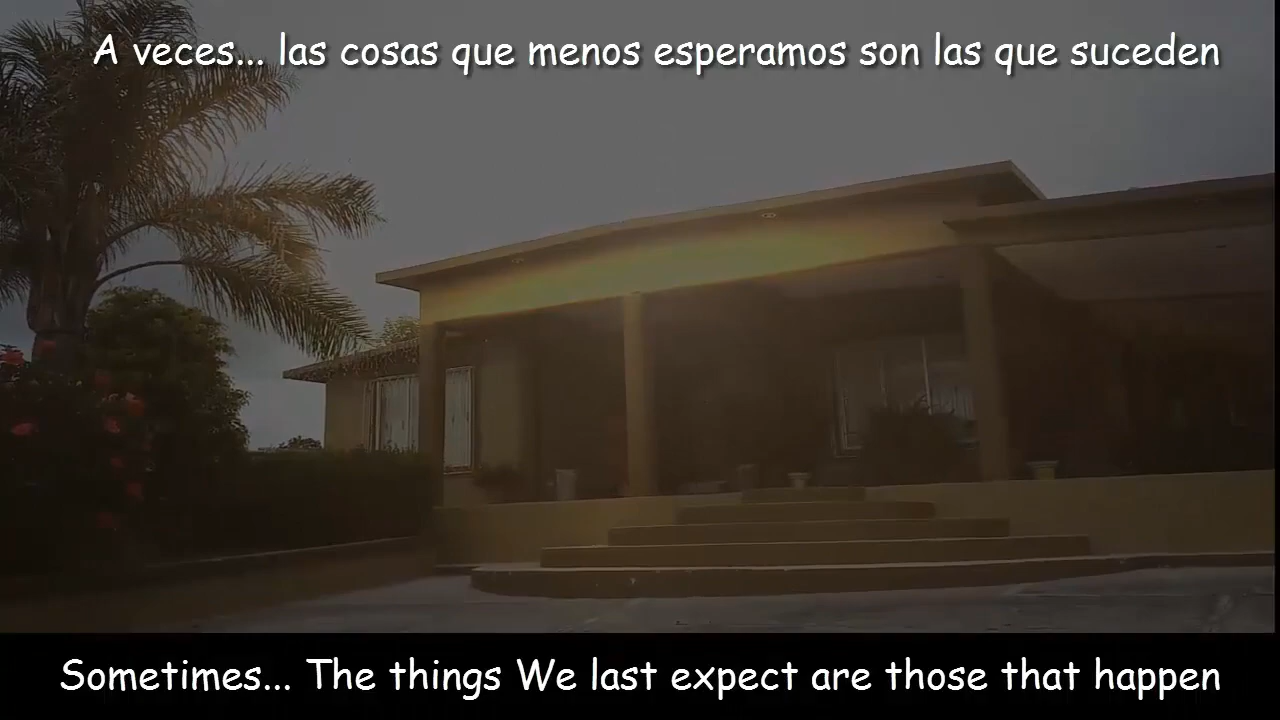 A veces... las cosas que menos esperamos son las que suceden
Sometimes... The things We last expect are those that happen